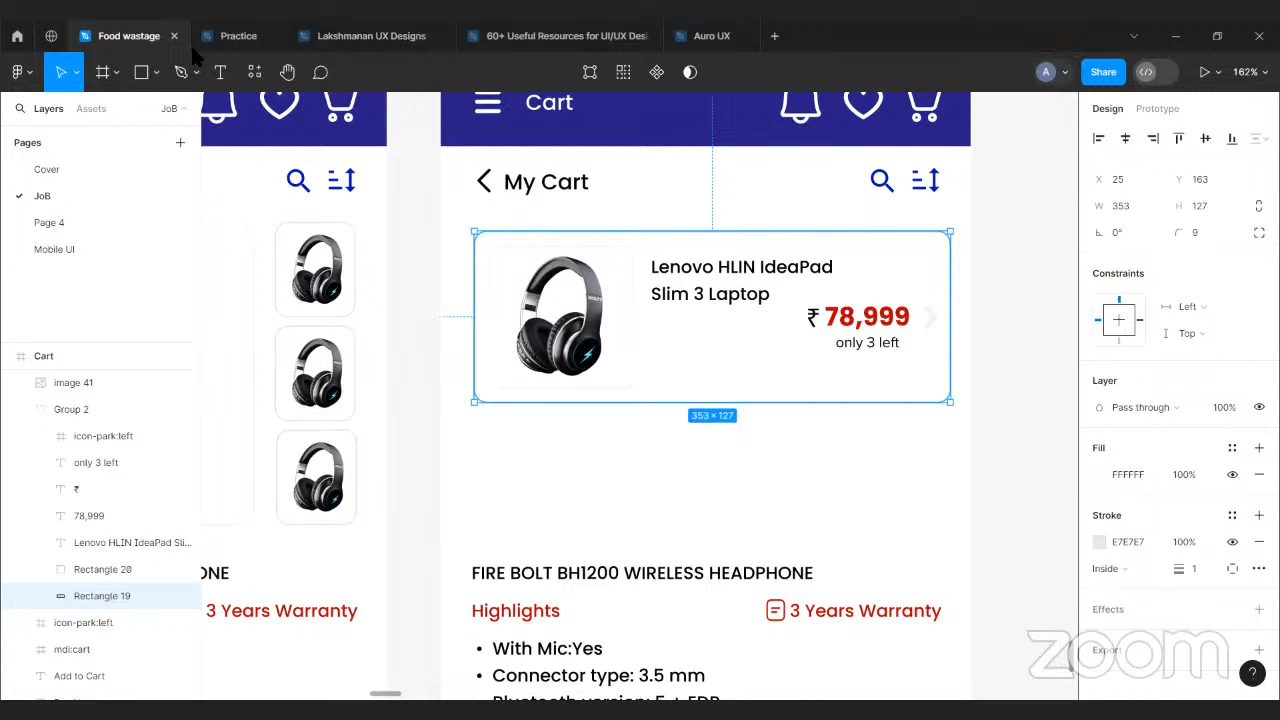 Food wastage
Practice
Lakshmanan UX Designs
60+ Useful Resources for UI/UX Desi
Auro UX
A
Share
162%
Layers
Assets
JoB
Pages
Cover
JoB
Page 4
Mobile UI
Cart
image 41
Group 2
icon-park:left
only 3 left
₹
78,999
Lenovo HLIN IdeaPad Sli...
Rectangle 20
Rectangle 19
icon-park:left
mdi:cart
Add to Cart
ONE
3 Years Warranty
Cart
My Cart
Lenovo HLIN IdeaPad
Slim 3 Laptop
₹ 78,999
only 3 left
353 × 127
FIRE BOLT BH1200 WIRELESS HEADPHONE
Highlights
3 Years Warranty
• With Mic:Yes
• Connector type: 3.5 mm
Design
Prototype
X 25
Y 163
W 353
H 127
0°
9
Constraints
Left
Top
Layer
Pass through
100%
Fill
FFFFFF 100%
Stroke
E7E7E7 100%
Inside
1
Effects
Export
zoom
?